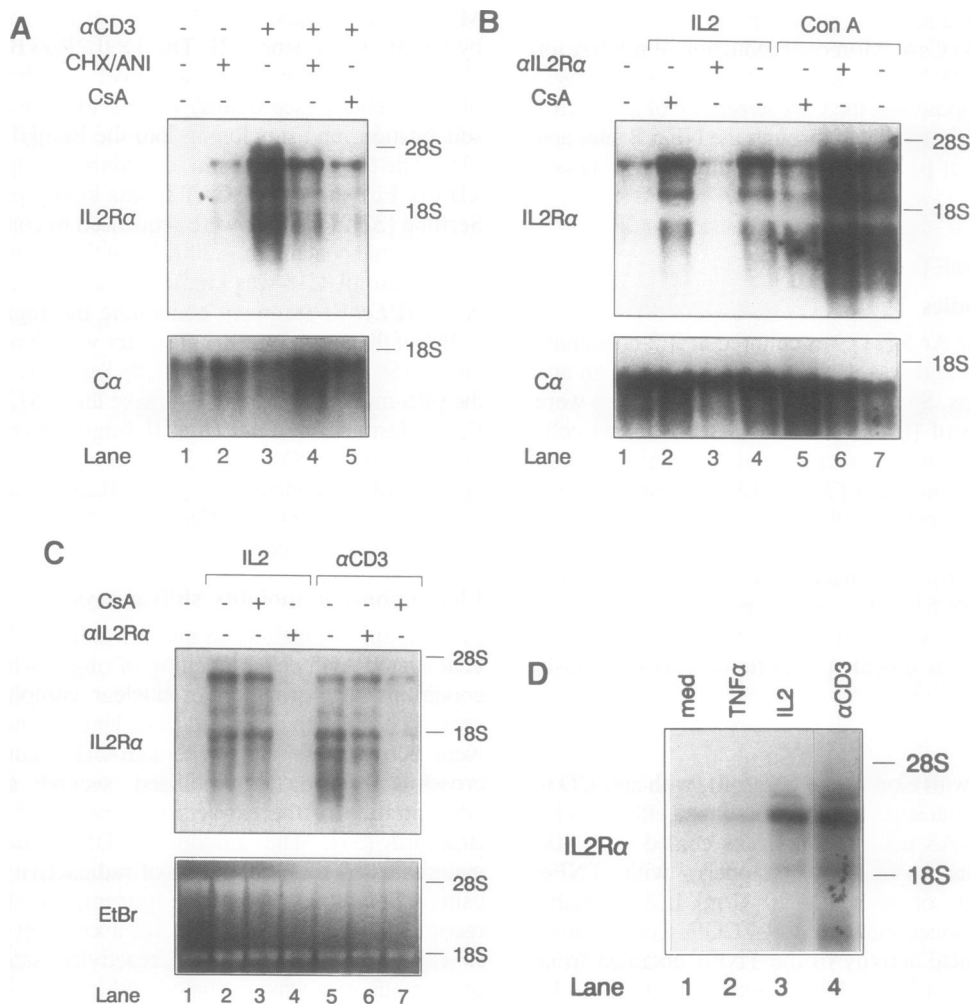 A
αCD3 - - + + +
CHX/ANI - + - + -
CsA - - - - +
28S
IL2Rα
18S
18S
Cα
Lane 1 2 3 4 5
B
IL2 Con A
αIL2Rα - - + - - + -
CsA - + - - + - -
28S
IL2Rα
18S
18S
Cα
Lane 1 2 3 4 5 6 7
C
IL2 αCD3
CsA - - + - - - +
αIL2Rα - - - + - + -
28S
IL2Rα
18S
28S
EtBr
18S
Lane 1 2 3 4 5 6 7
D
med TNFα IL2 αCD3
28S
IL2Rα
18S
Lane 1 2 3 4